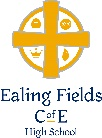 Ealing Fields
C of E
High School